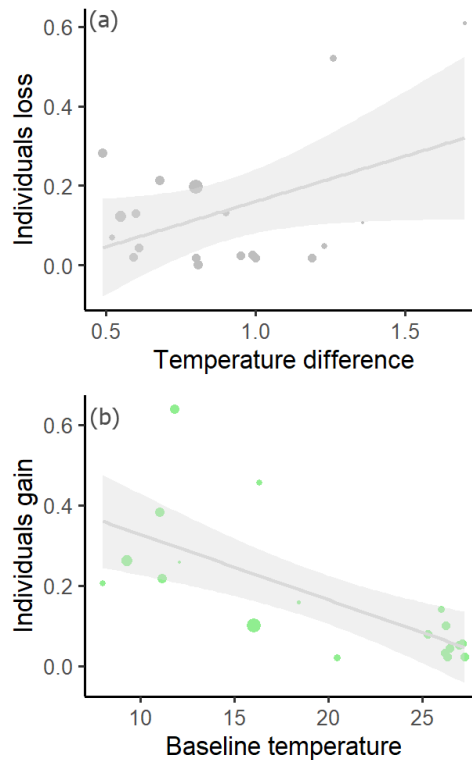 (a)
Individuals loss
0.6
0.4
0.2
0.0
0.5 1.0 1.5
Temperature difference
(b)
Individuals gain
0.6
0.4
0.2
0.0
10 15 20 25
Baseline temperature